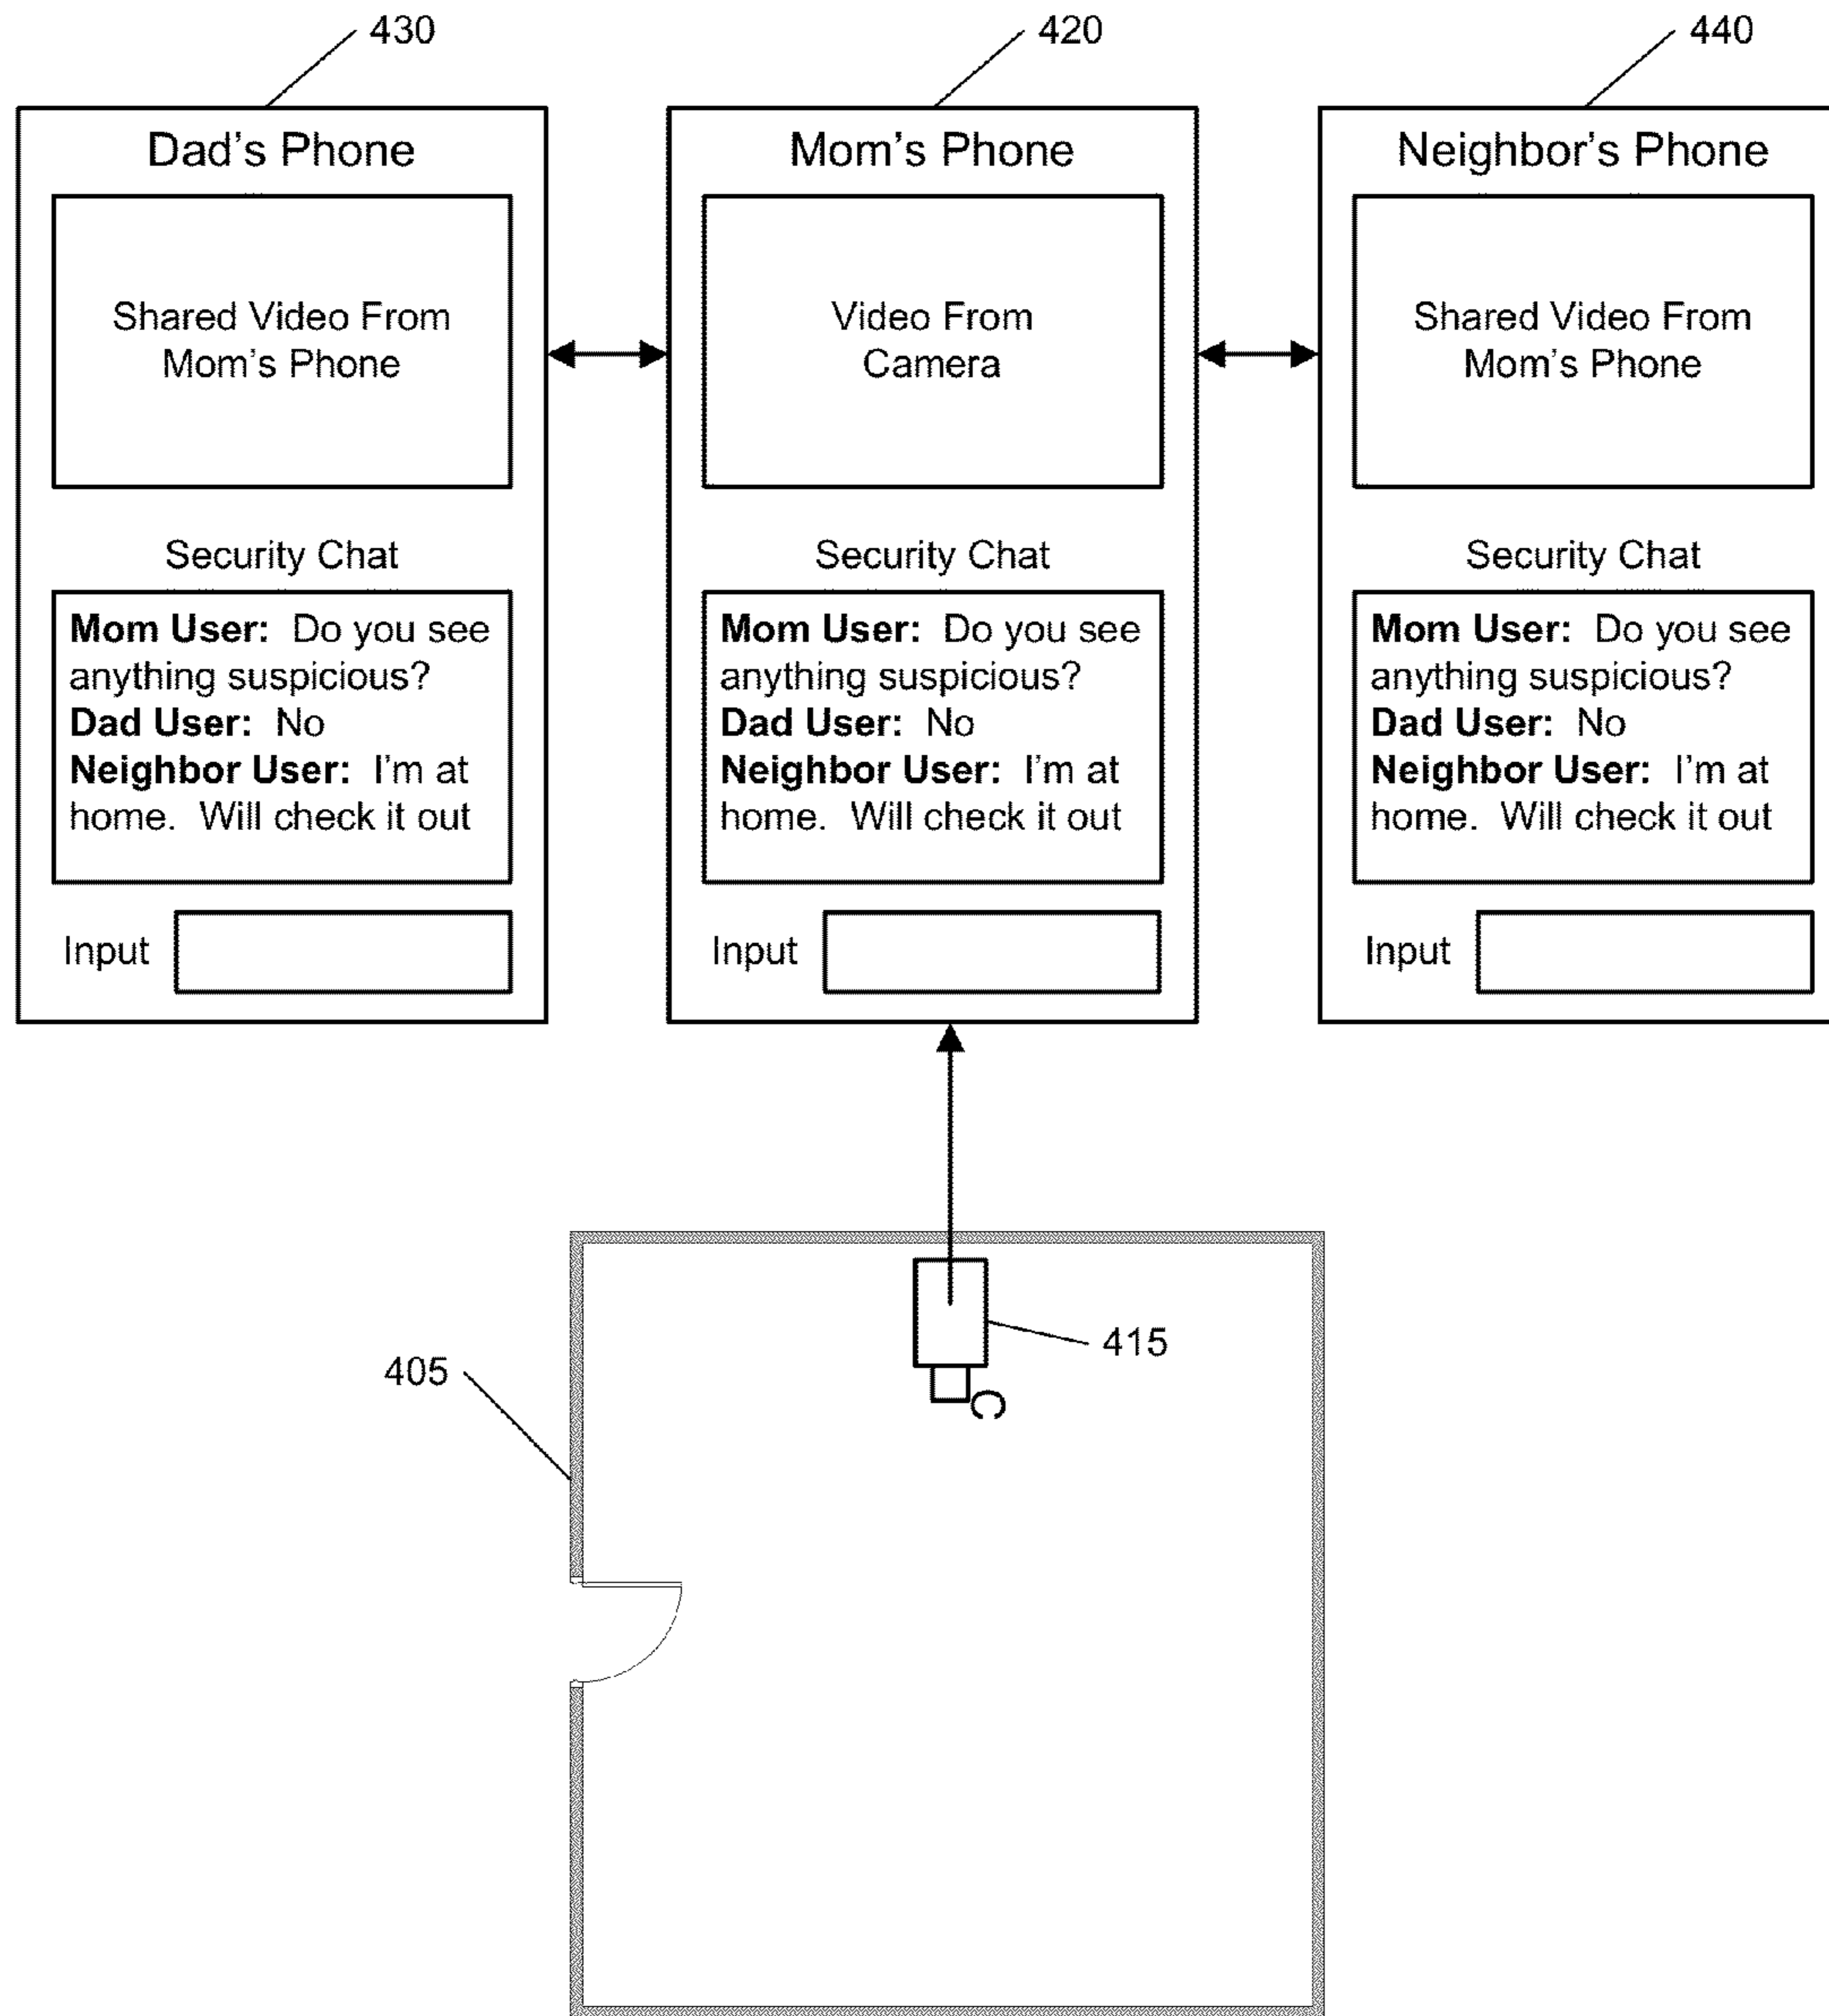 430
420
440
Dad's Phone
Shared Video From
Mom's Phone
Security Chat
Mom User: Do you see
anything suspicious?
Dad User: No
Neighbor User: I'm at
home. Will check it out
Input
Mom's Phone
Video From
Camera
Security Chat
Mom User: Do you see
anything suspicious?
Dad User: No
Neighbor User: I'm at
home. Will check it out
Input
Neighbor's Phone
Shared Video From
Mom's Phone
Security Chat
Mom User: Do you see
anything suspicious?
Dad User: No
Neighbor User: I'm at
home. Will check it out
Input
415
405
C